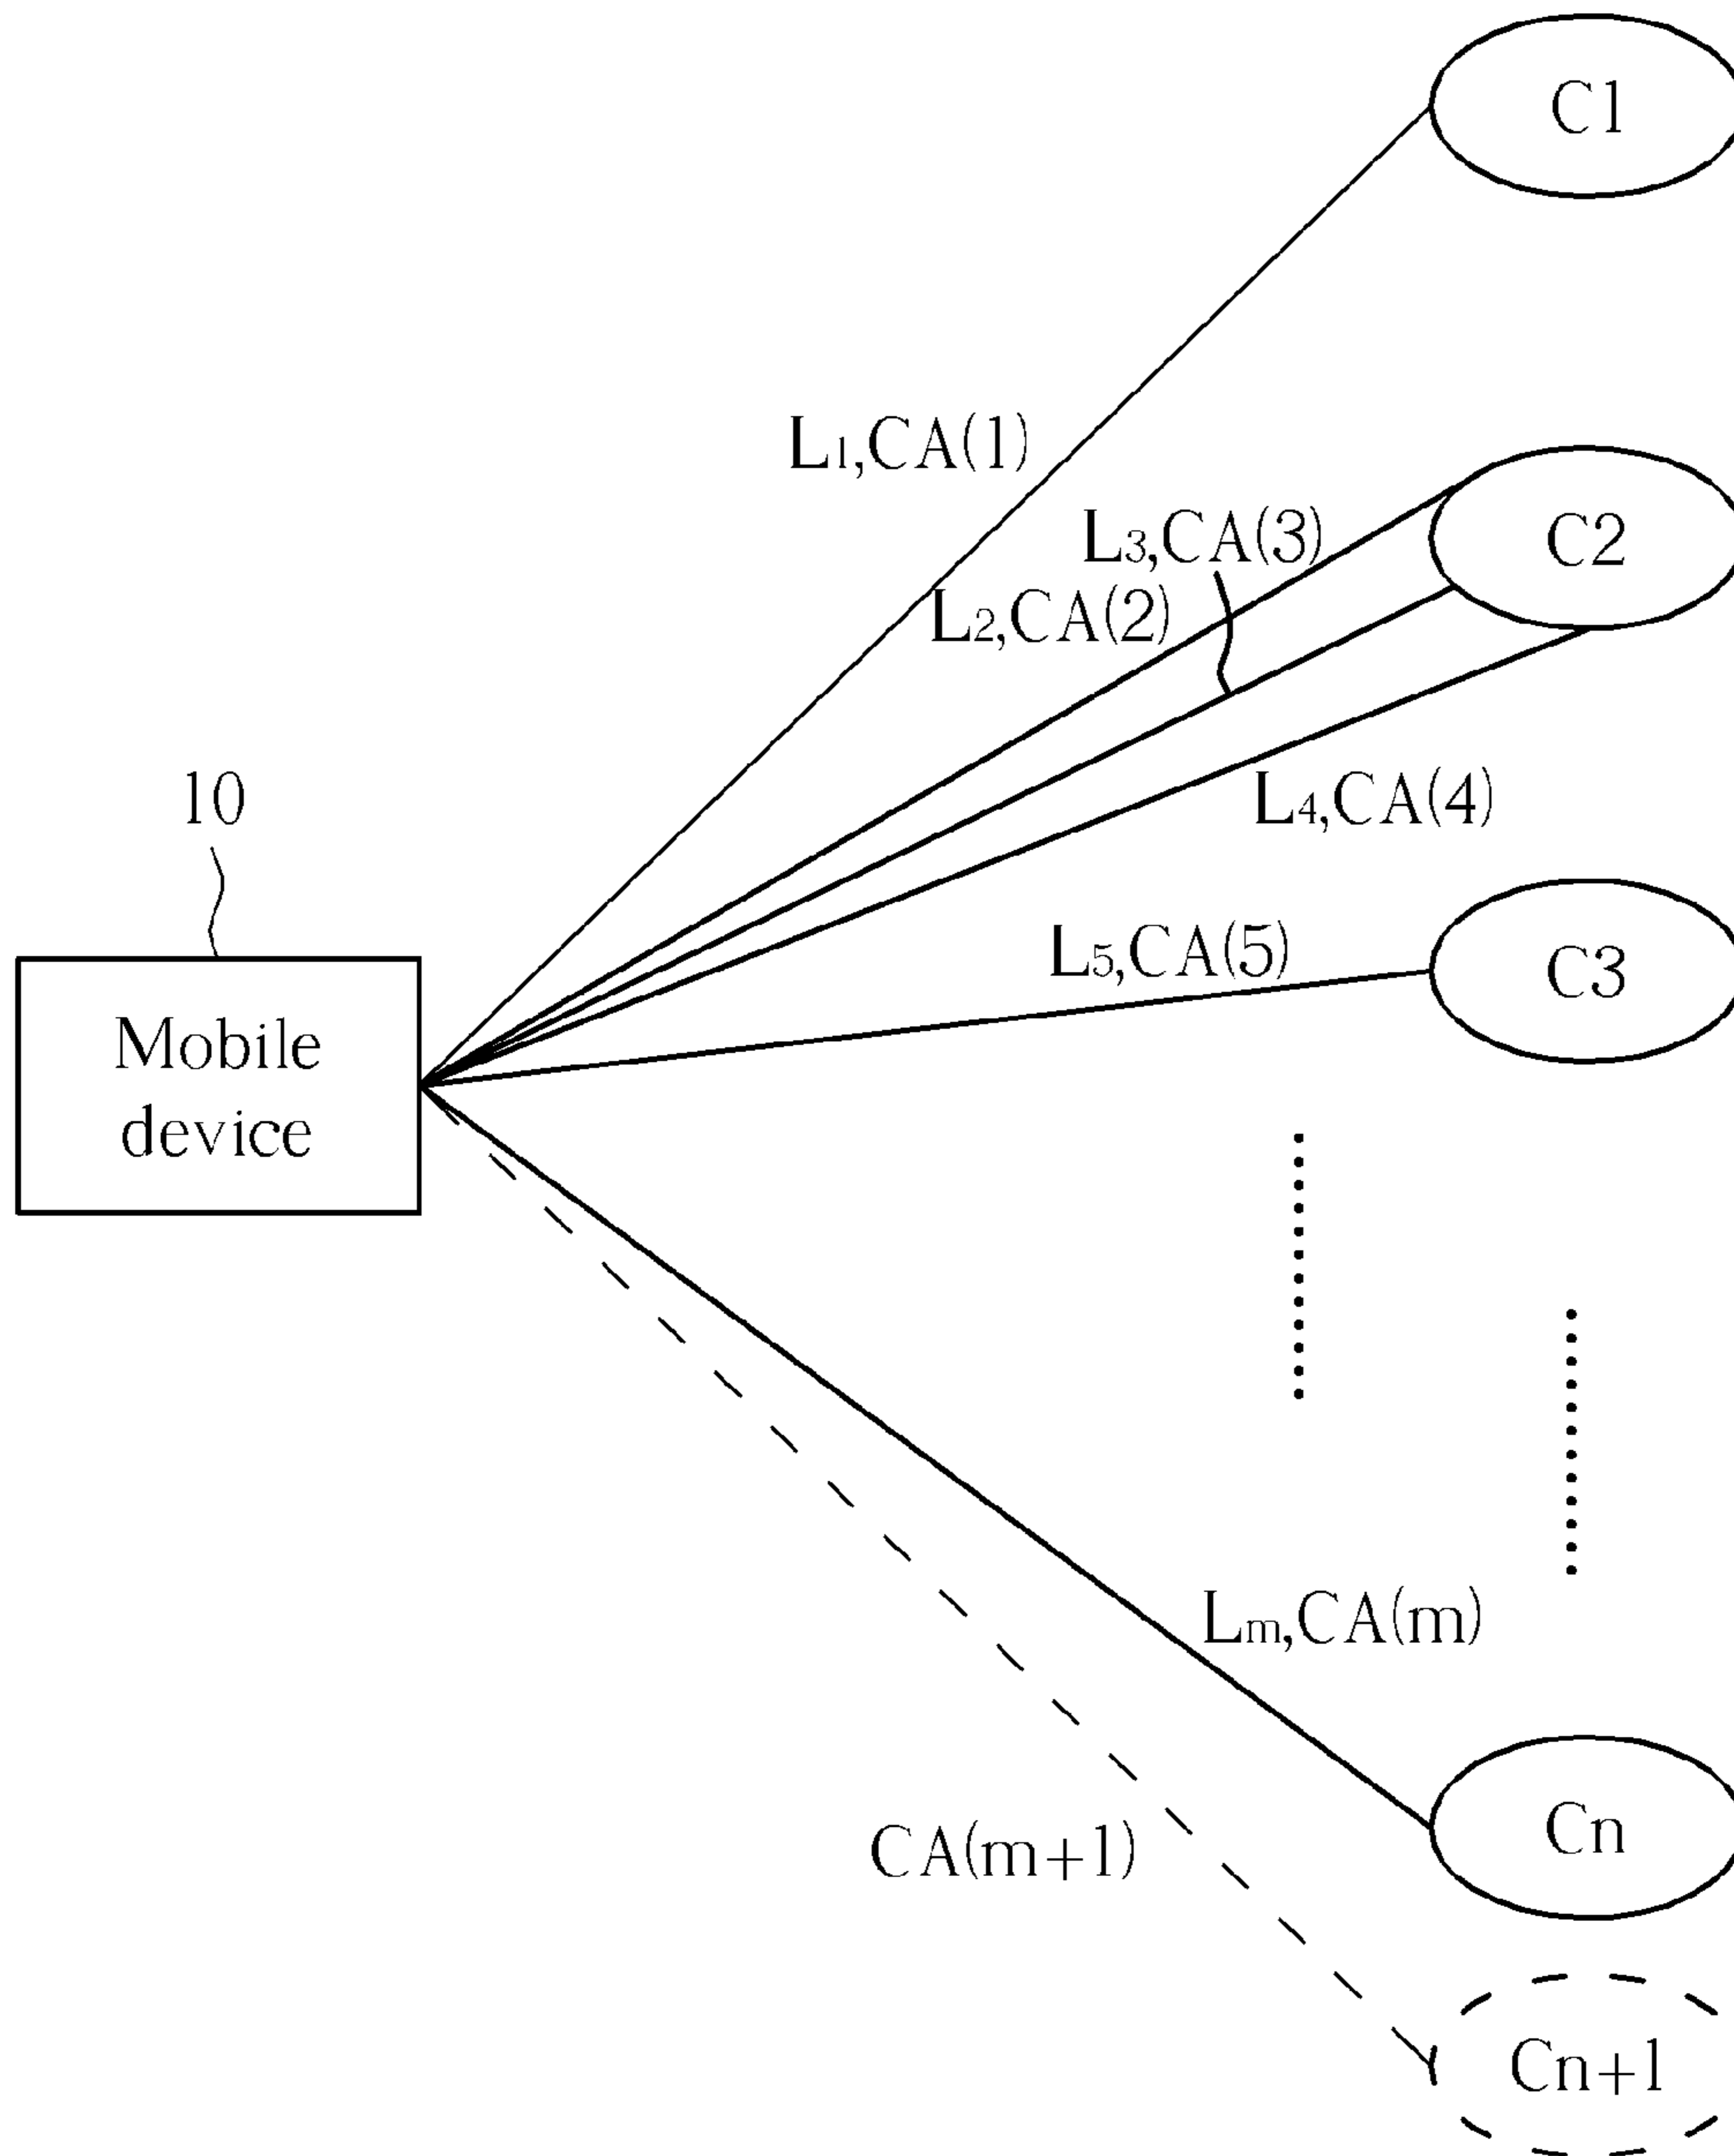 C1
L1,CA(1)
L3,CA(3)
C2
L2,CA(2)
10
L4,CA(4)
L5,CA(5)
C3
Mobile
device
Lm,CA(m)
Cn
CA(m+1)
Cn+1